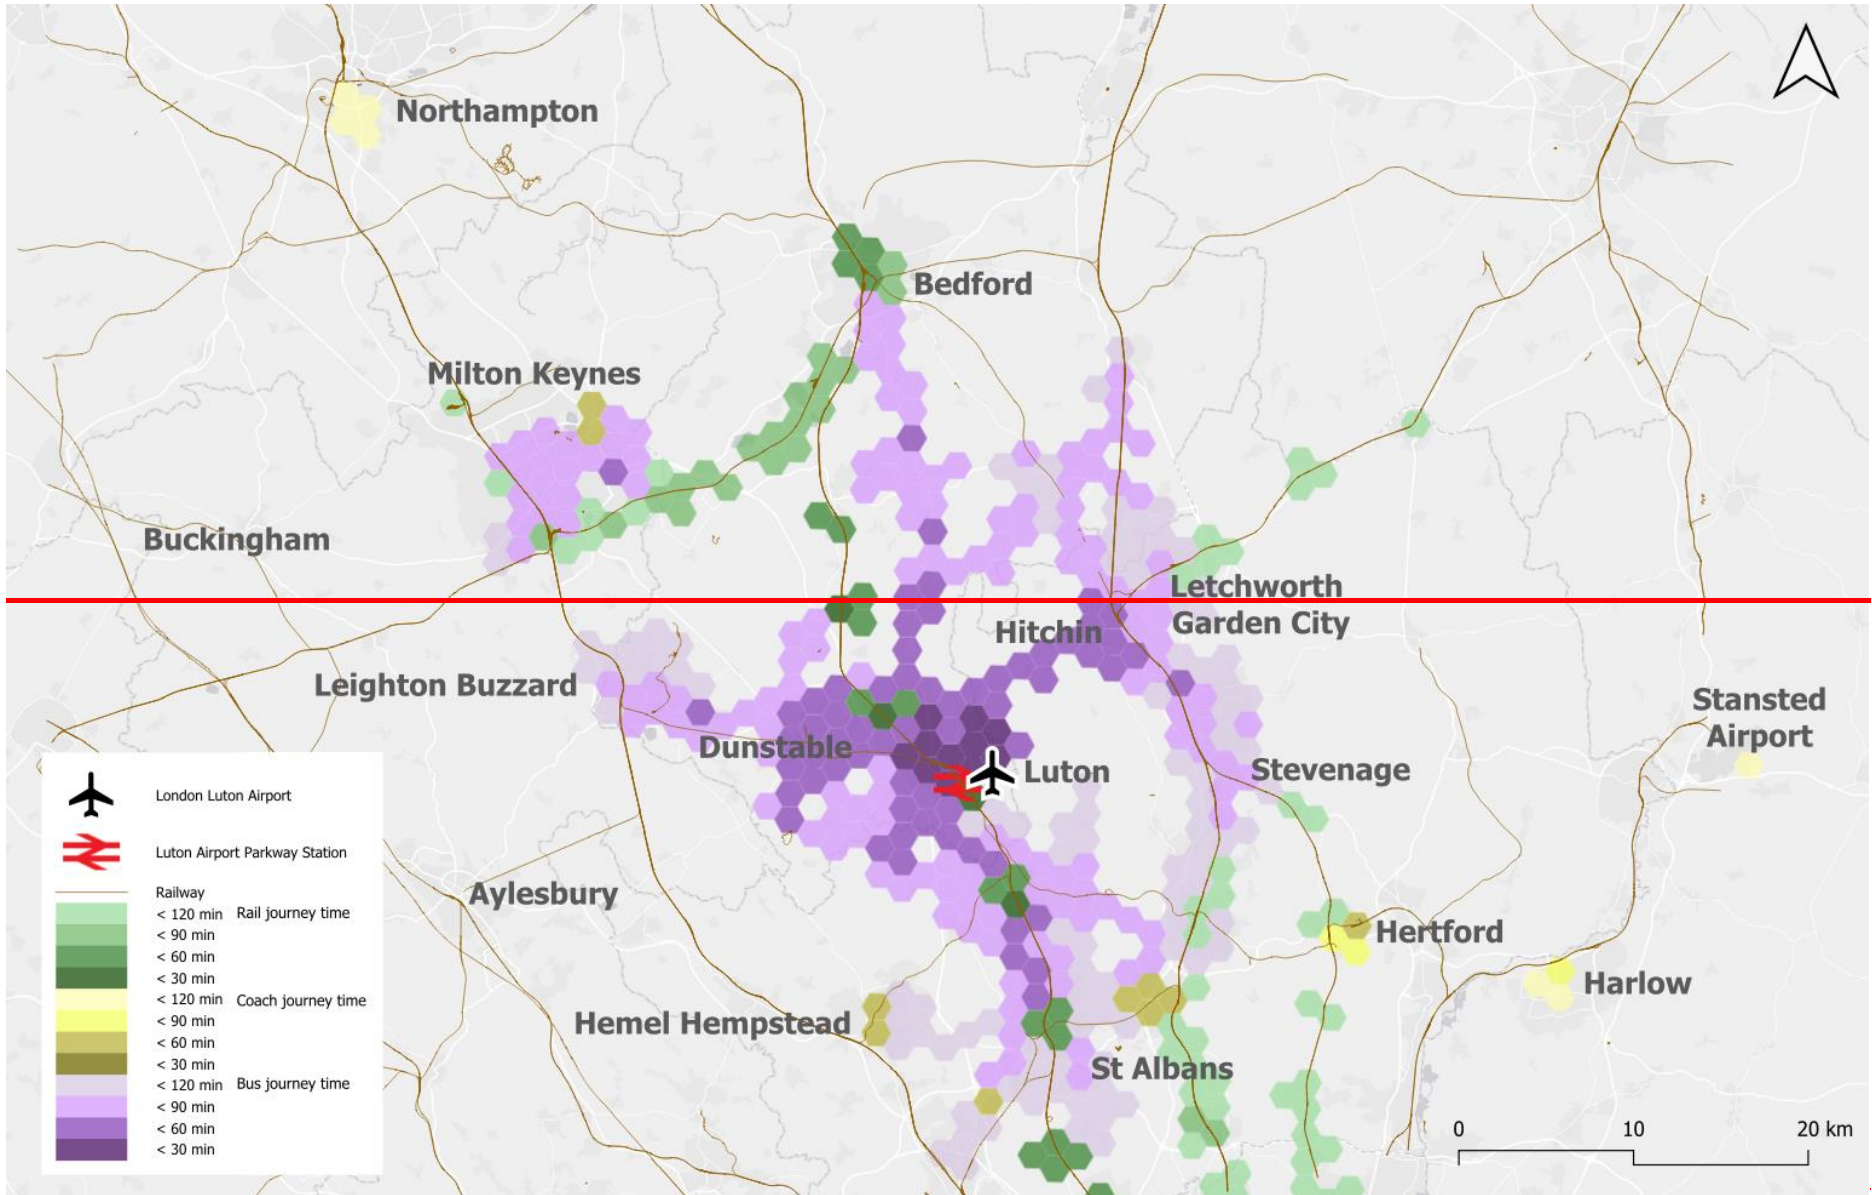 Northampton
Bedford
Milton Keynes
Buckingham
Letchworth
Garden City
Hitchin
Leighton Buzzard
Stansted
Airport
Dunstable
Luton
Stevenage
London Luton Airport
Luton Airport Parkway Station
Railway
< 120 min Rail journey time
< 90 min
< 60 min
< 30 min
< 120 min Coach journey time
< 90 min
< 60 min
< 30 min
< 120 min Bus journey time
< 90 min
< 60 min
< 30 min
Aylesbury
Hertford
Harlow
Hemel Hempstead
St Albans
0 10 20 km